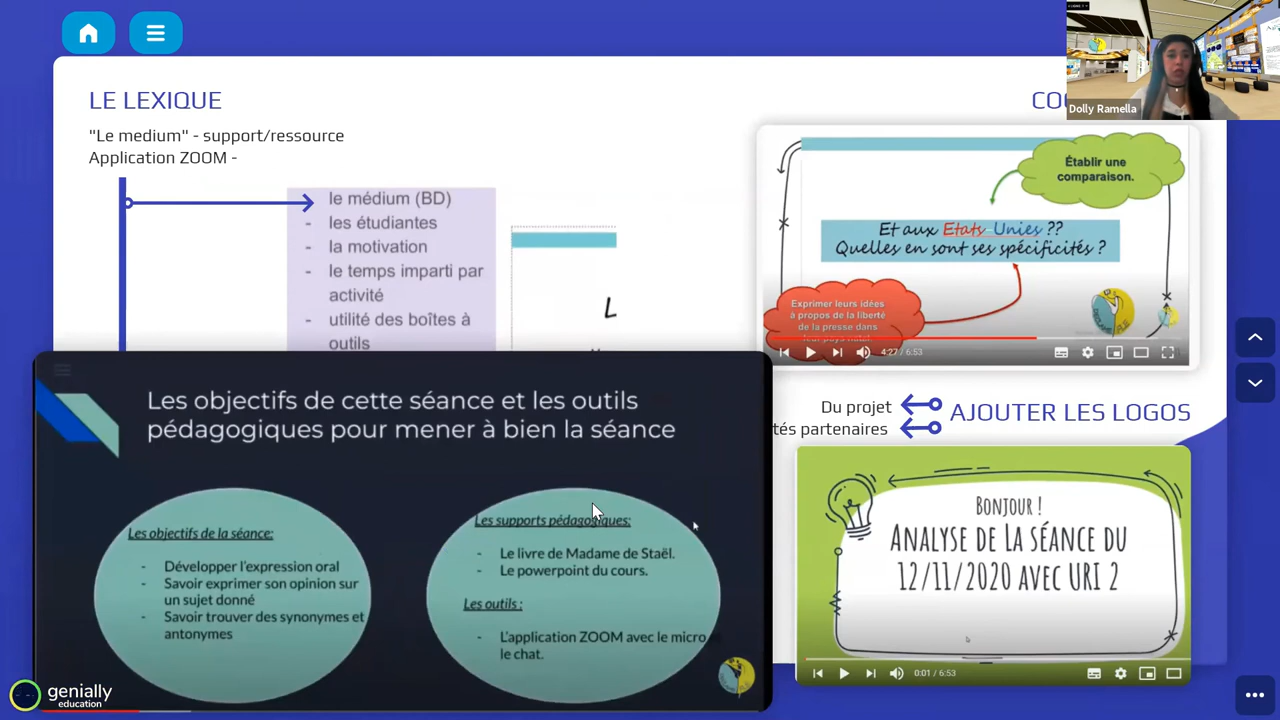 LE LEXIQUE
"Le medium" - support/ressource
Application ZOOM -
- le médium (BD)
- les étudiantes
- la motivation
- le temps imparti par
activité
- utilité des boîtes à
outils
L
CO
Dolly Ramella
Établir une
comparaison.
Et aux Etats-Unies ??
Quelles en sont ses spécificités ?
Exprimer leurs idées
à propos de la liberté
de la presse dans
leur pays natal.
4:27 / 6:53
Du projet
tés partenaires
AJOUTER LES LOGOS
Les objectifs de cette séance et les outils
pédagogiques pour mener à bien la séance
Les objectifs de la séance:
- Développer l'expression oral
- Savoir exprimer son opinion sur
un sujet donné
- Savoir trouver des synonymes et
antonymes
Les supports pédagogiques:
- Le livre de Madame de Staël.
- Le powerpoint du cours.
Les outils :
- L'application ZOOM avec le micro
le chat.
BONJOUR !
ANALYSE DE LA SÉANCE DU
12/11/2020 AVEC URI 2
0:01 / 6:53
genially
education